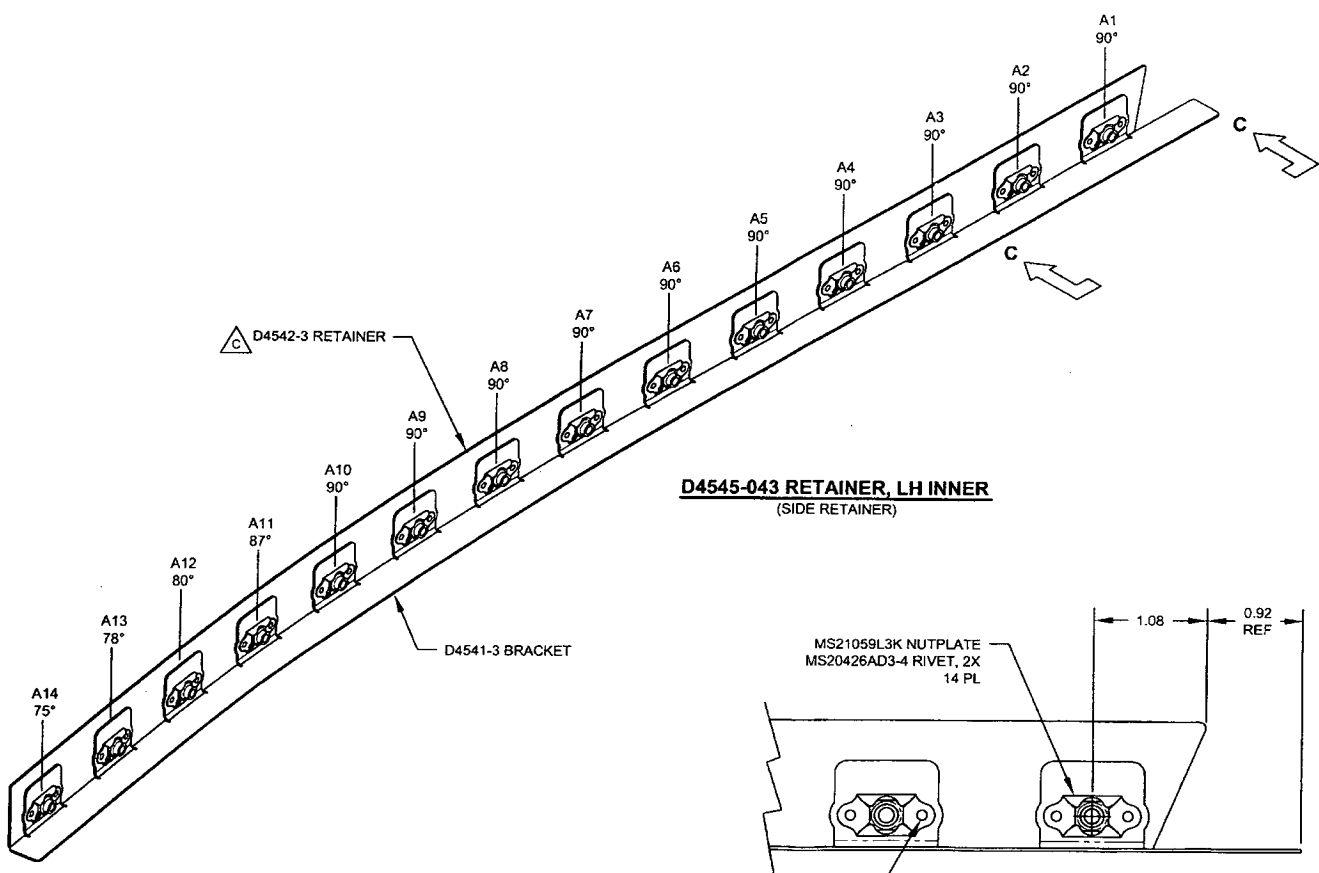 A1
90°
A2
90°
A3
90°
A4
90°
A5
90°
A6
90°
A7
90°
A8
90°
A9
90°
A10
90°
A11
87°
A12
80°
A13
78°
A14
75°
C
C
C D4542-3 RETAINER
D4541-3 BRACKET
D4545-043 RETAINER, LH INNER
(SIDE RETAINER)
MS21059L3K NUTPLATE
MS20426AD3-4 RIVET, 2X
14 PL
1.08
0.92
REF